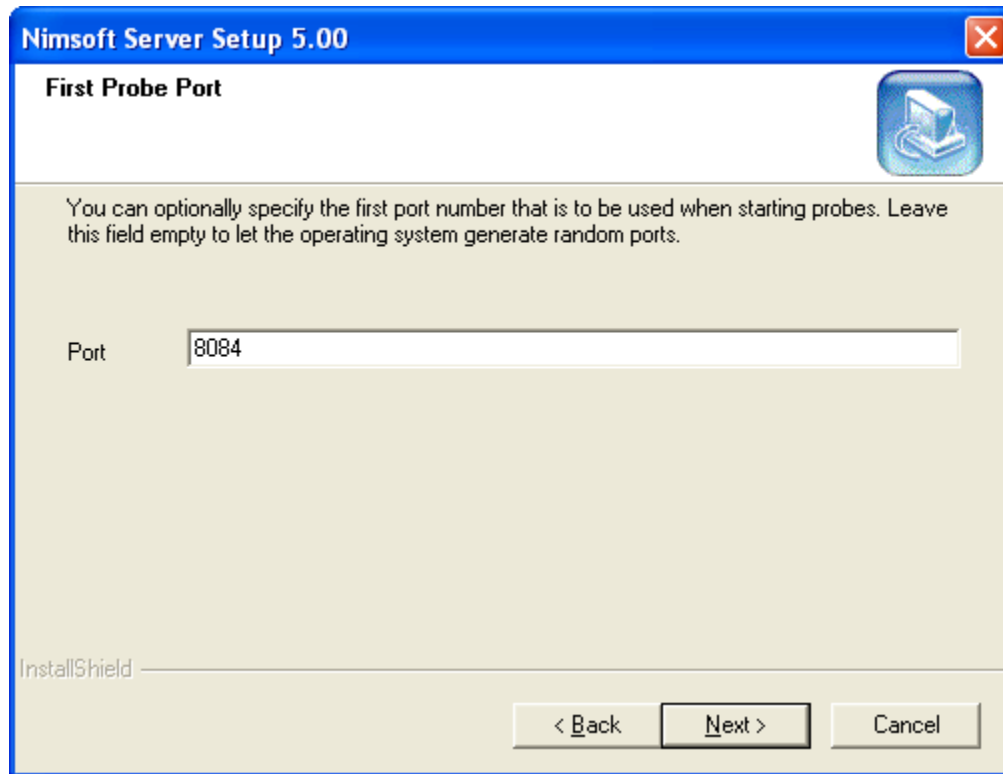 Nimsoft Server Setup 5.00
First Probe Port
You can optionally specify the first port number that is to be used when starting probes. Leave
this field empty to let the operating system generate random ports.
Port
8084
InstallShield
< Back
Next >
Cancel